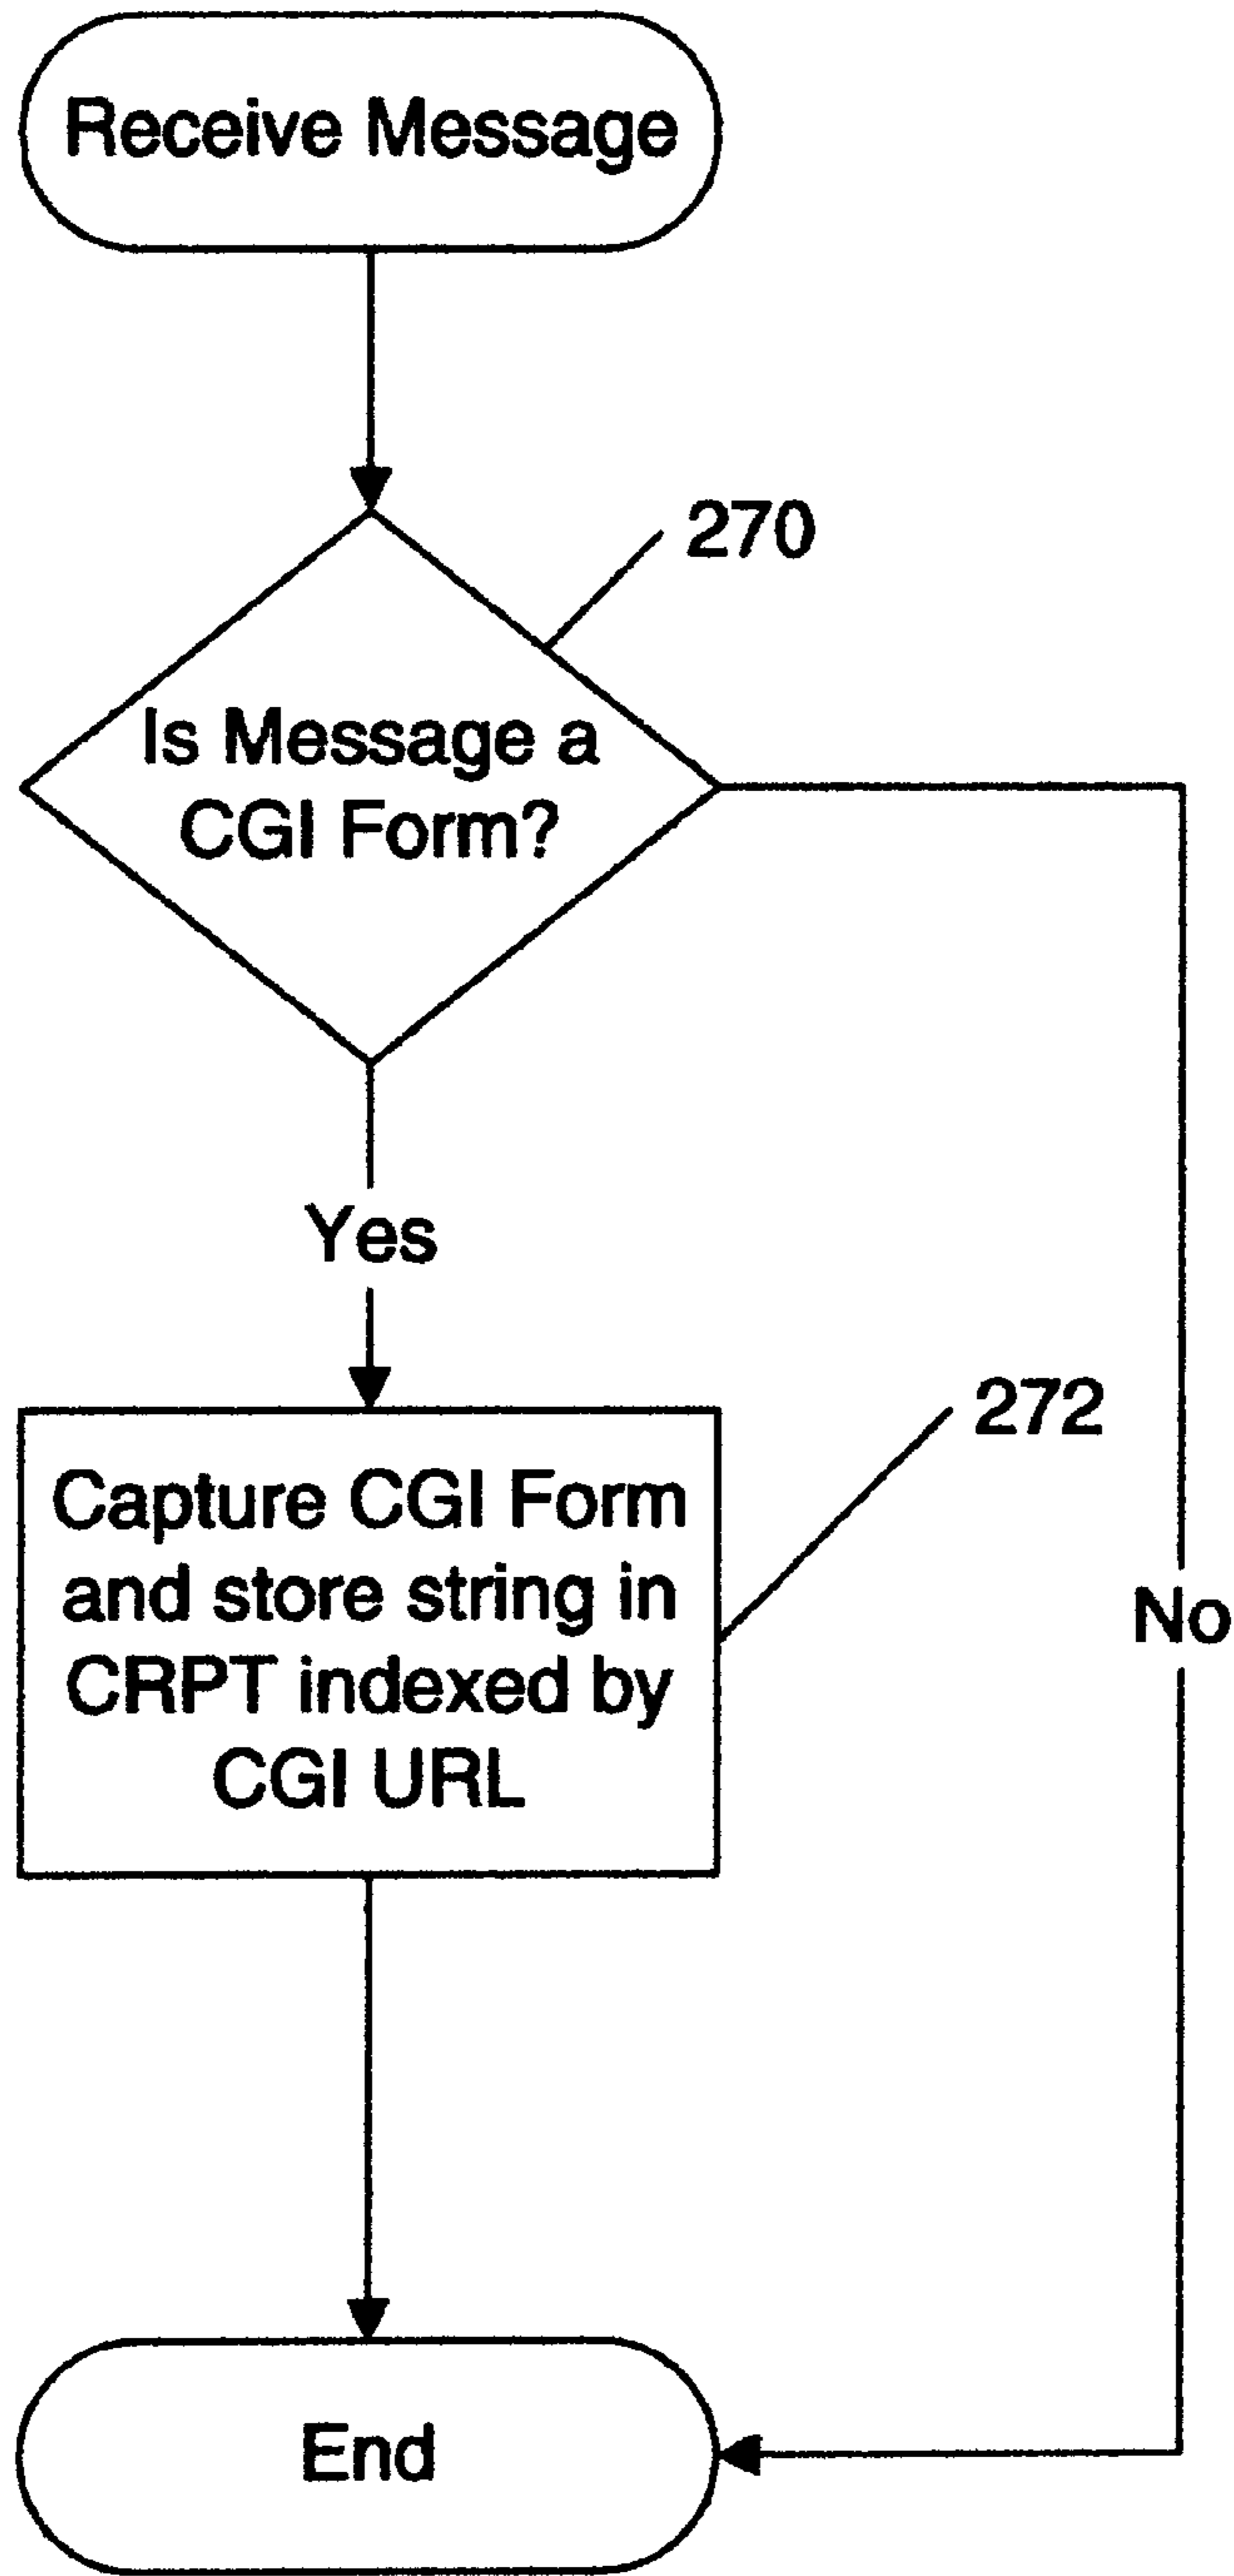 Receive Message
270
Is Message a
CGI Form?
Yes
272
Capture CGI Form
and store string in
CRPT indexed by
CGI URL
No
End